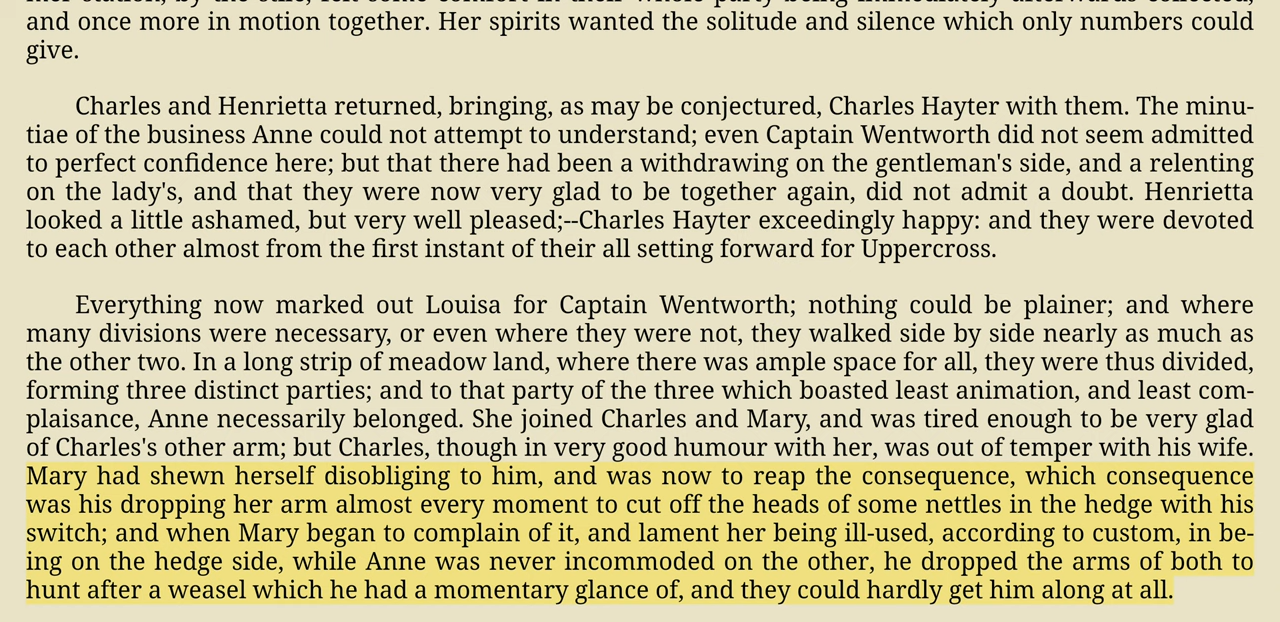 and once more in motion together. Her spirits wanted the solitude and silence which only numbers could
give.
Charles and Henrietta returned, bringing, as may be conjectured, Charles Hayter with them. The minu-
tiae of the business Anne could not attempt to understand; even Captain Wentworth did not seem admitted
to perfect confidence here; but that there had been a withdrawing on the gentleman's side, and a relenting
on the lady's, and that they were now very glad to be together again, did not admit a doubt. Henrietta
looked a little ashamed, but very well pleased;--Charles Hayter exceedingly happy: and they were devoted
to each other almost from the first instant of their all setting forward for Uppercross.
Everything now marked out Louisa for Captain Wentworth; nothing could be plainer; and where
many divisions were necessary, or even where they were not, they walked side by side nearly as much as
the other two. In a long strip of meadow land, where there was ample space for all, they were thus divided,
forming three distinct parties; and to that party of the three which boasted least animation, and least com-
plaisance, Anne necessarily belonged. She joined Charles and Mary, and was tired enough to be very glad
of Charles's other arm; but Charles, though in very good humour with her, was out of temper with his wife.
Mary had shewn herself disobliging to him, and was now to reap the consequence, which consequence
was his dropping her arm almost every moment to cut off the heads of some nettles in the hedge with his
switch; and when Mary began to complain of it, and lament her being ill-used, according to custom, in be-
ing on the hedge side, while Anne was never incommoded on the other, he dropped the arms of both to
hunt after a weasel which he had a momentary glance of, and they could hardly get him along at all.